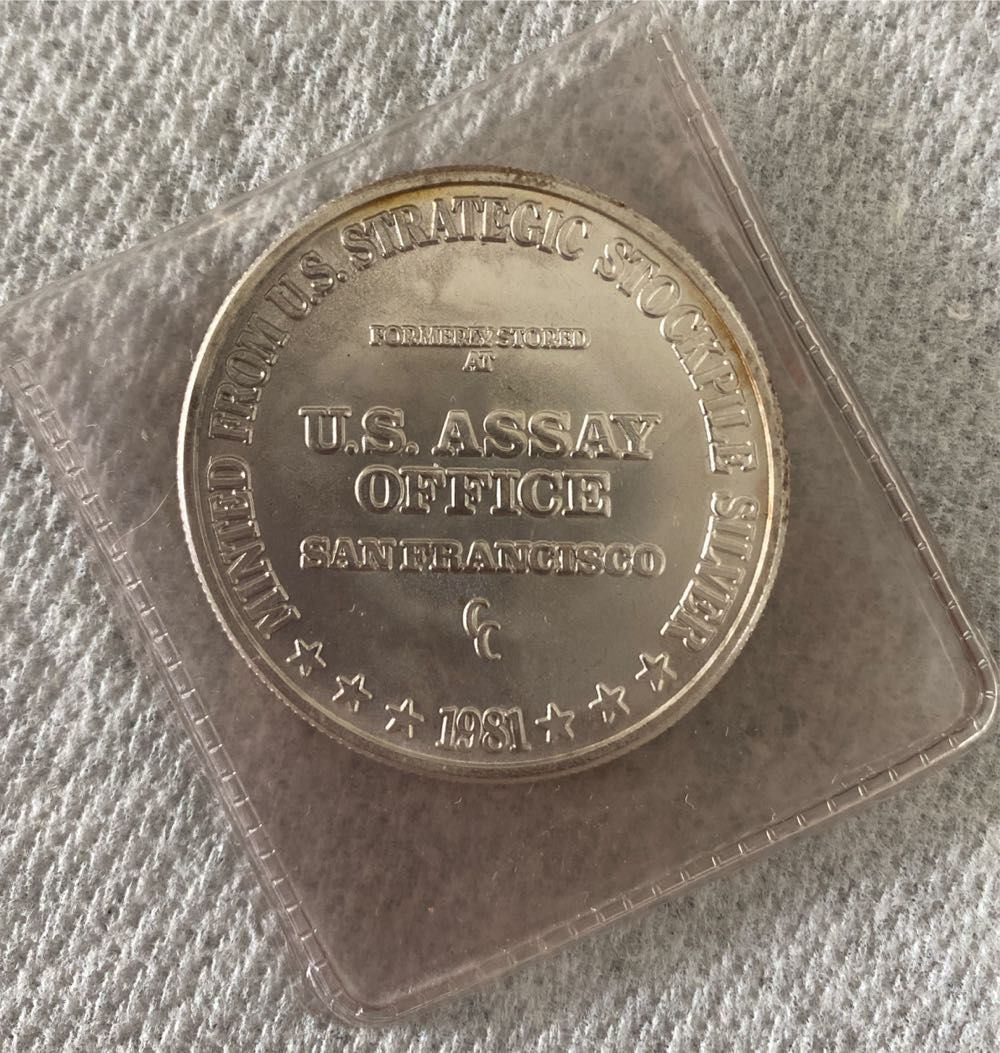 MINTED FROM U.S. STRATEGIC STOCKPILE SILVER
FORMERLY STORED
AT
U.S. ASSAY
OFFICE
SAN FRANCISCO
CC
1981